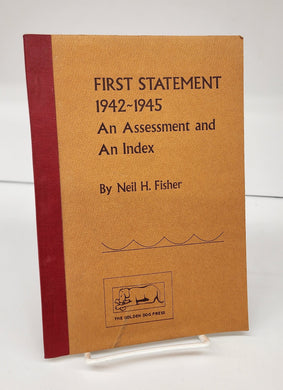 FIRST STATEMENT
1942~1945
An Assessment and
An Index
By Neil H. Fisher
THE GOLDEN DOG PRESS